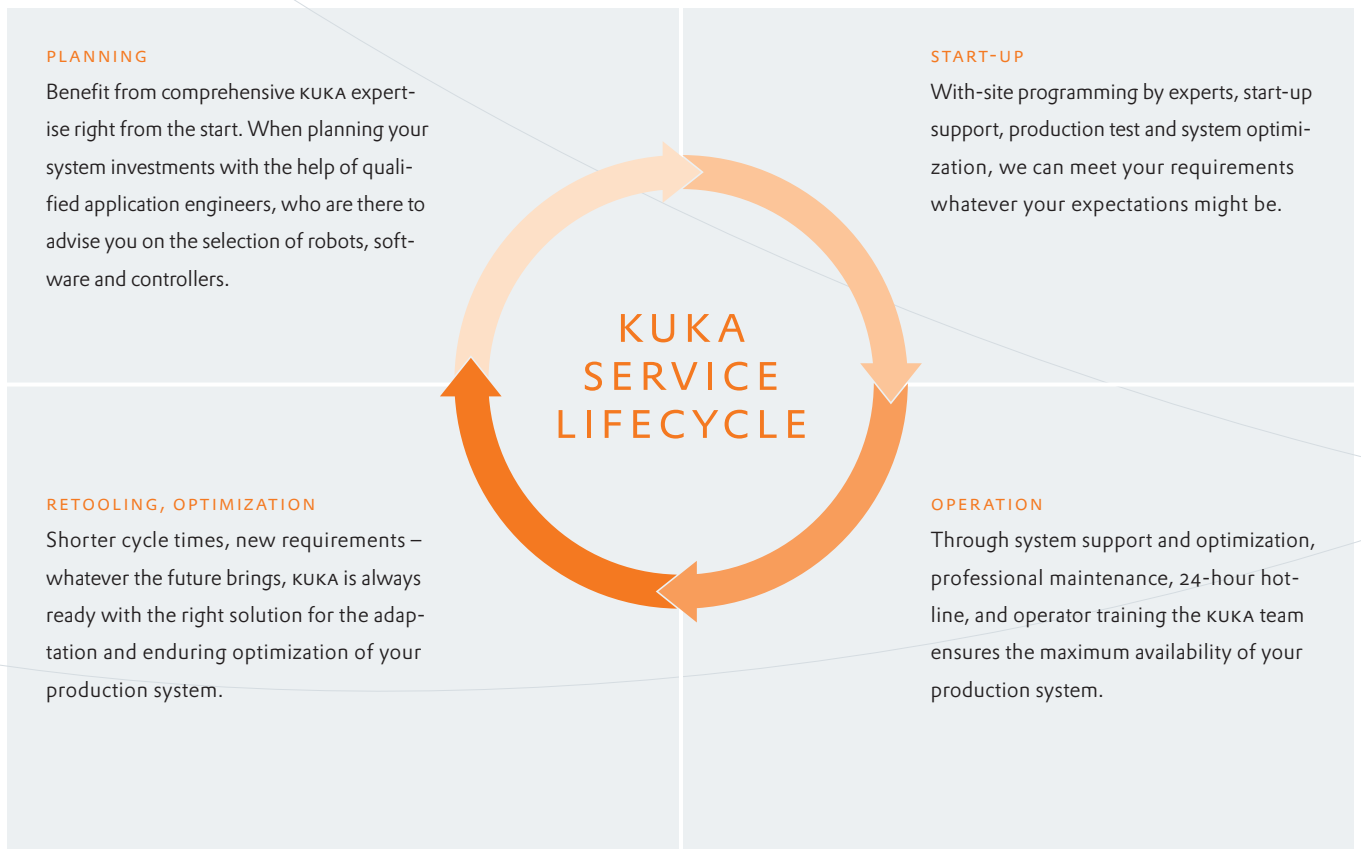 PLANNING
Benefit from comprehensive KUKA expert-
ise right from the start. When planning your
system investments with the help of quali-
fied application engineers, who are there to
advise you on the selection of robots, soft-
ware and controllers.
START-UP
With-site programming by experts, start-up
support, production test and system optimi-
zation, we can meet your requirements
whatever your expectations might be.
KUKA
SERVICE
LIFECYCLE
RETOOLING, OPTIMIZATION
Shorter cycle times, new requirements –
whatever the future brings, KUKA is always
ready with the right solution for the adap-
tation and enduring optimization of your
production system.
OPERATION
Through system support and optimization,
professional maintenance, 24-hour hot-
line, and operator training the KUKA team
ensures the maximum availability of your
production system.